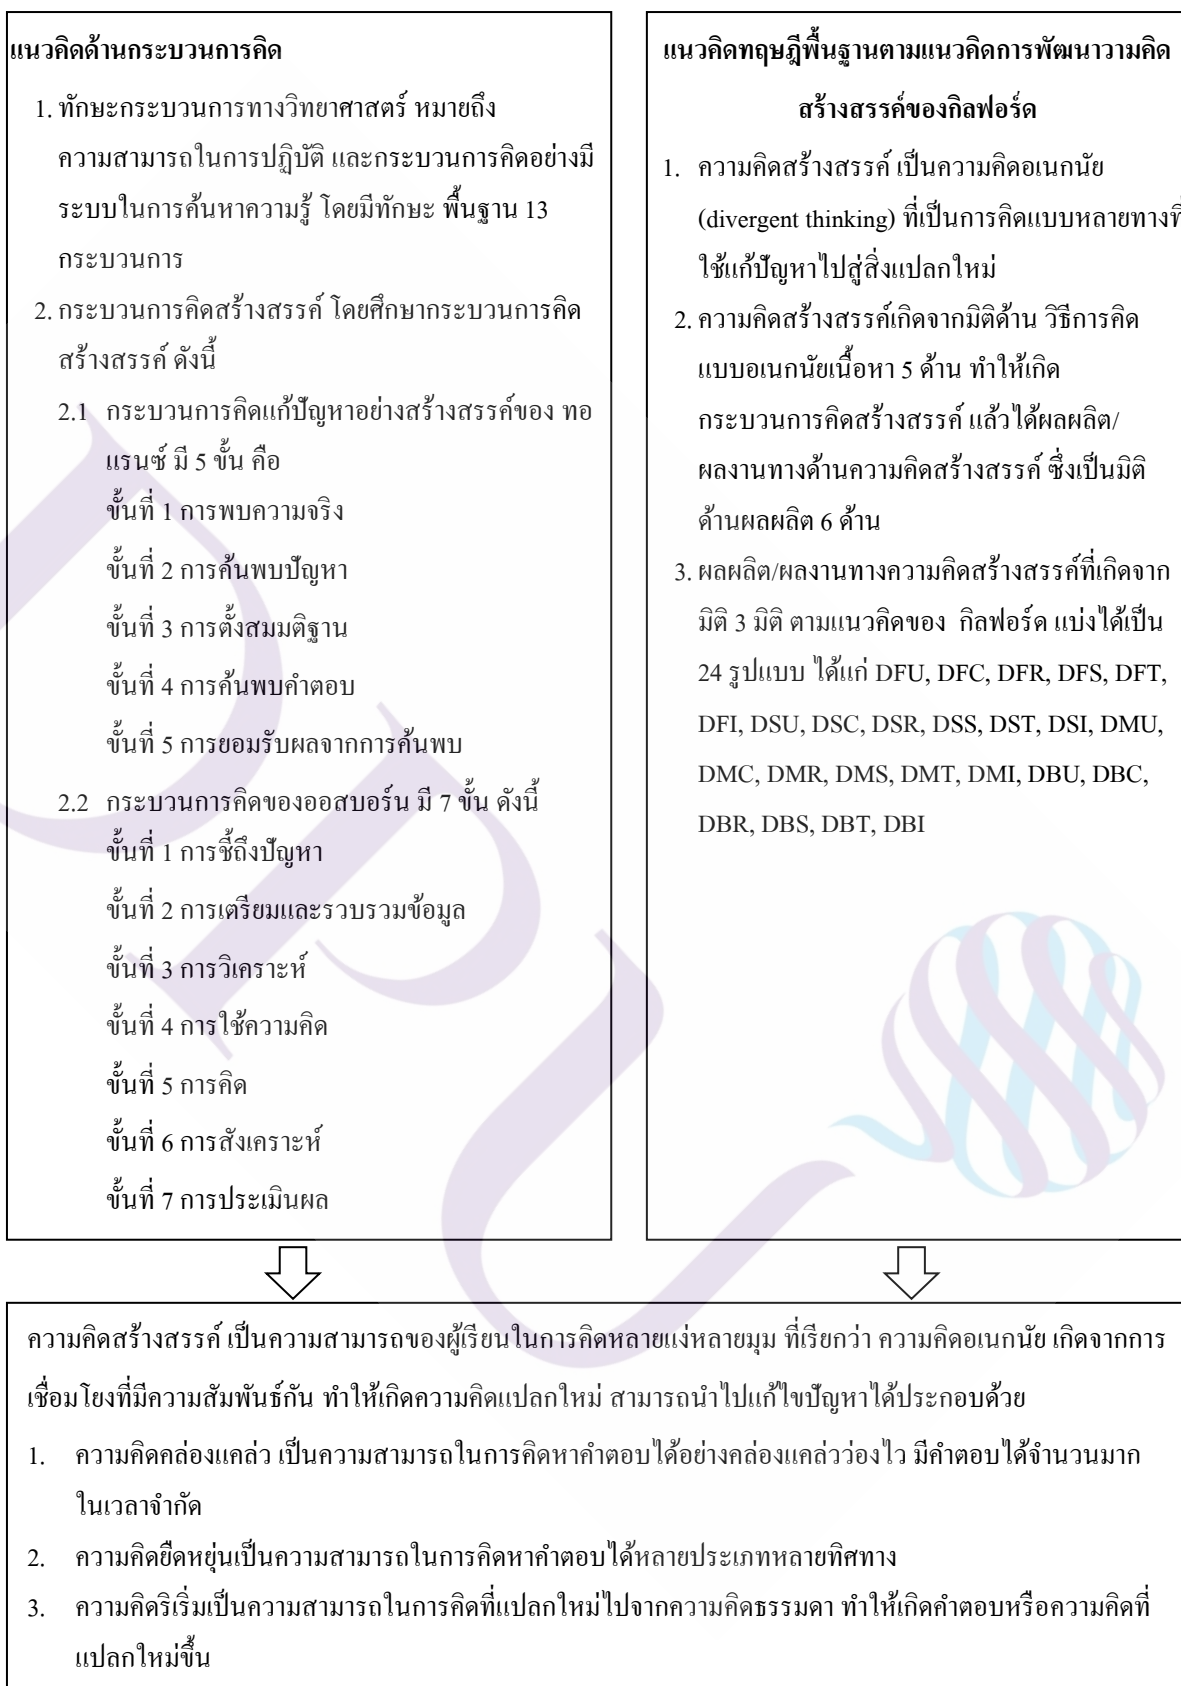 แนวคิดด้านกระบวนการคิด
1. ทักษะกระบวนการทางวิทยาศาสตร์ หมายถึง
ความสามารถในการปฏิบัติ และกระบวนการคิดอย่างมี
ระบบในการค้นหาความรู้ โดยมีทักษะ พื้นฐาน 13
กระบวนการ
2. กระบวนการคิดสร้างสรรค์ โดยศึกษากระบวนการคิด
สร้างสรรค์ ดังนี้
2.1 กระบวนการคิดแก้ปัญหาอย่างสร้างสรรค์ของ ทอ
แรนซ์ มี 5 ขั้น คือ
ขั้นที่ 1 การพบความจริง
ขั้นที่ 2 การค้นพบปัญหา
ขั้นที่ 3 การตั้งสมมติฐาน
ขั้นที่ 4 การค้นพบคำตอบ
ขั้นที่ 5 การยอมรับผลจากการค้นพบ
2.2 กระบวนการคิดของออสบอร์น มี 7 ขั้น ดังนี้
ขั้นที่ 1 การชี้ถึงปัญหา
ขั้นที่ 2 การเตรียมและรวบรวมข้อมูล
ขั้นที่ 3 การวิเคราะห์
ขั้นที่ 4 การใช้ความคิด
ขั้นที่ 5 การคิด
ขั้นที่ 6 การสังเคราะห์
ขั้นที่ 7 การประเมินผล
แนวคิดทฤษฎีพื้นฐานตามแนวคิดการพัฒนาวามคิด
สร้างสรรค์ของกิลฟอร์ด
1. ความคิดสร้างสรรค์ เป็นความคิดอเนกนัย
(divergent thinking) ที่เป็นการคิดแบบหลายทางที่
ใช้แก้ปัญหาไปสู่สิ่งแปลกใหม่
2. ความคิดสร้างสรรค์เกิดจากมิติด้าน วิธีการคิด
แบบอเนกนัยเนื้อหา 5 ด้าน ทำให้เกิด
กระบวนการคิดสร้างสรรค์ แล้วได้ผลผลิต/
ผลงานทางด้านความคิดสร้างสรรค์ ซึ่งเป็นมิติ
ด้านผลผลิต 6 ด้าน
3. ผลผลิต/ผลงานทางความคิดสร้างสรรค์ที่เกิดจาก
มิติ 3 มิติ ตามแนวคิดของ กิลฟอร์ด แบ่งได้เป็น
24 รูปแบบ ได้แก่ DFU, DFC, DFR, DFS, DFT,
DFI, DSU, DSC, DSR, DSS, DST, DSI, DMU,
DMC, DMR, DMS, DMT, DMI, DBU, DBC,
DBR, DBS, DBT, DBI
ความคิดสร้างสรรค์ เป็นความสามารถของผู้เรียนในการคิดหลายแง่หลายมุม ที่เรียกว่า ความคิดอเนกนัย เกิดจากการ
เชื่อมโยงที่มีความสัมพันธ์กัน ทำให้เกิดความคิดแปลกใหม่ สามารถนำไปแก้ไขปัญหาได้ประกอบด้วย
1. ความคิดคล่องแคล่ว เป็นความสามารถในการคิดหาคำตอบได้อย่างคล่องแคล่วว่องไว มีคำตอบได้จำนวนมาก
ในเวลาจำกัด
2. ความคิดยืดหยุ่นเป็นความสามารถในการคิดหาคำตอบได้หลายประเภทหลายทิศทาง
3. ความคิดริเริ่มเป็นความสามารถในการคิดที่แปลกใหม่ไปจากความคิดธรรมดา ทำให้เกิดคำตอบหรือความคิดที่
แปลกใหม่ขึ้น
DPU